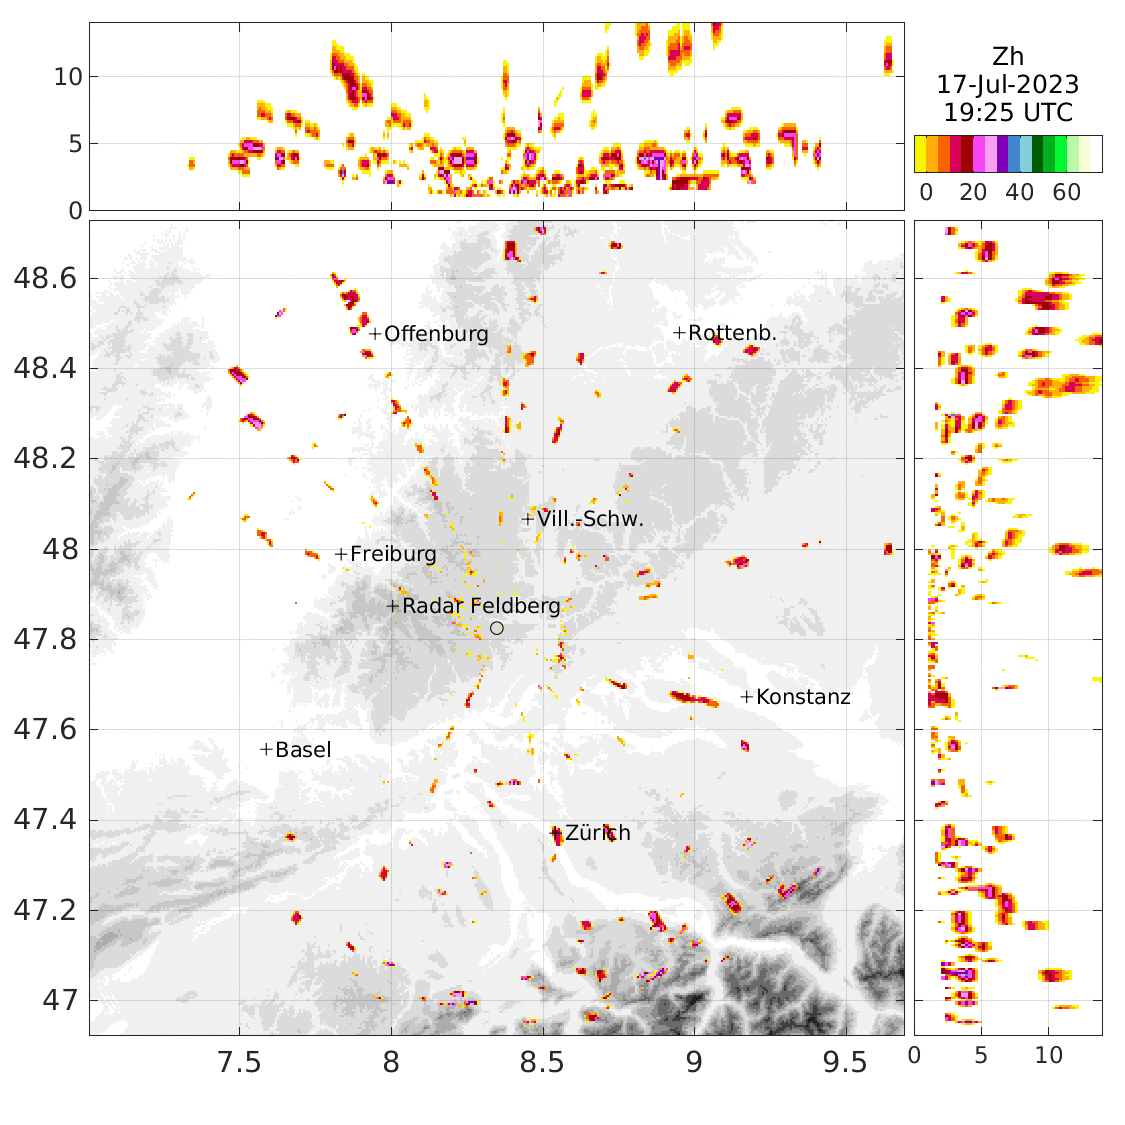 Zh
17-Jul-2023
19:25 UTC
0 20 40 60
10
5
0
48.6
48.4
48.2
48
47.8
47.6
47.4
47.2
47
Offenburg
Rottenb.
Vill.-Schw.
Freiburg
Radar Feldberg
Konstanz
Basel
Zürich
7.5 8 8.5 9 9.5
0 5 10